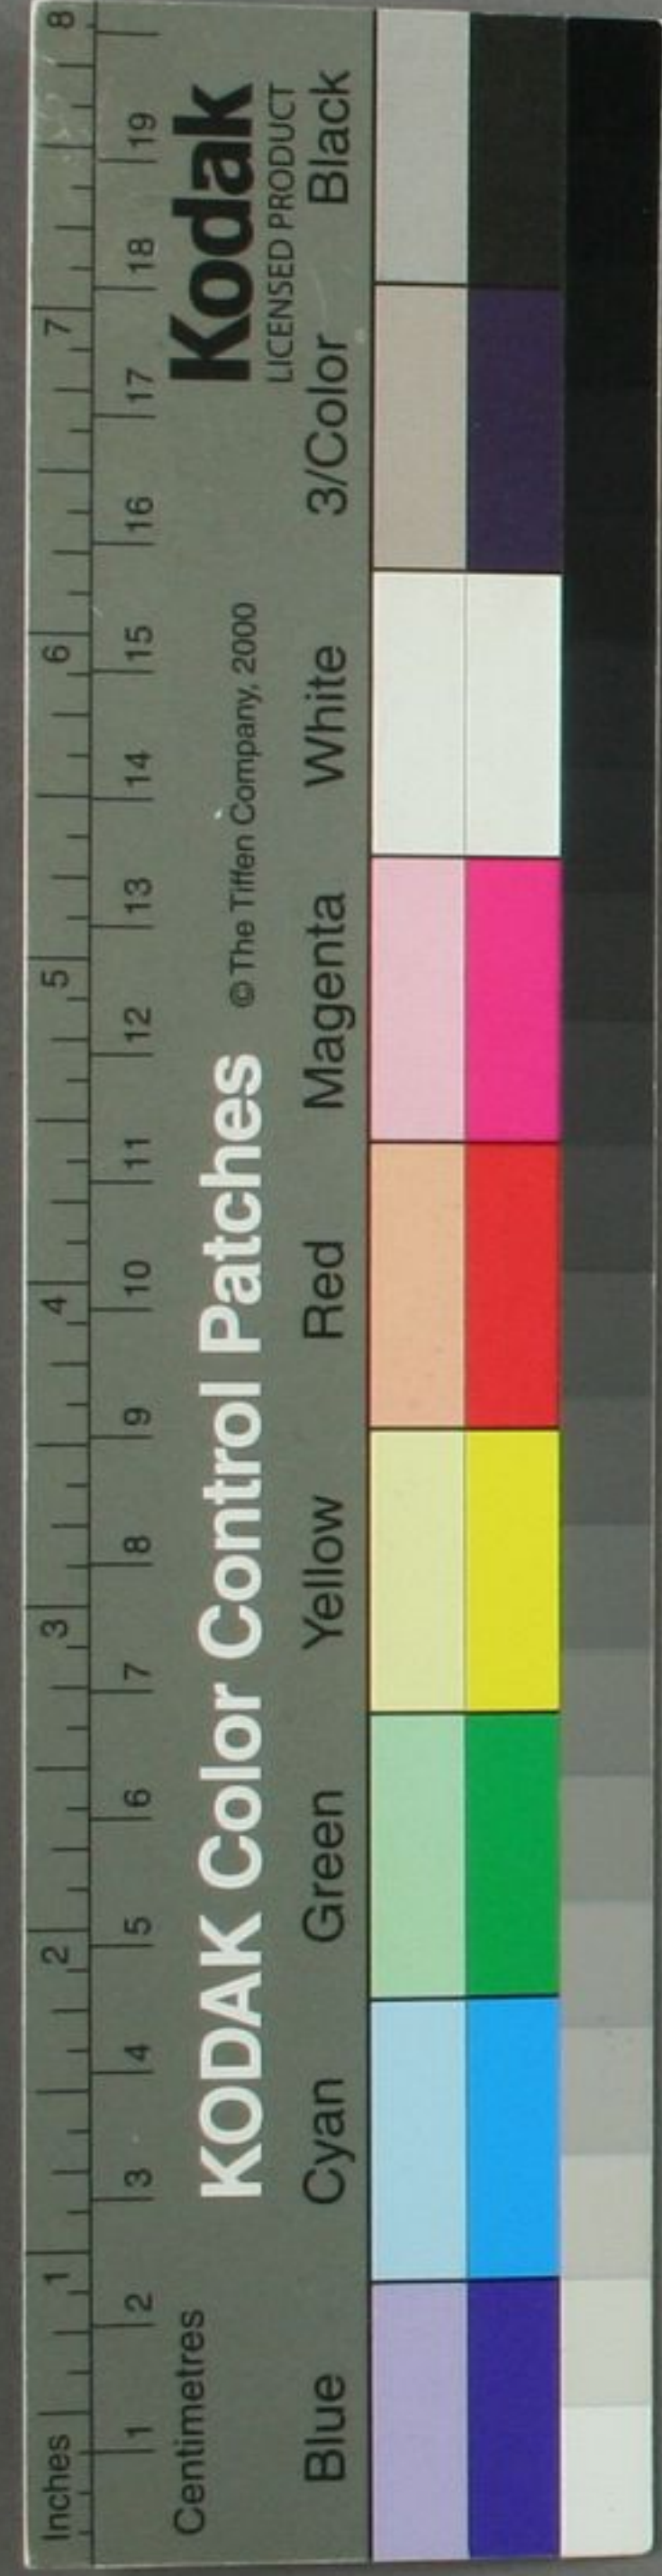 Inches 1 2 3 4 5 6 7 8
1 2 3 4 5 6 7 8 9 10 11 12 13 14 15 16 17 18 19
Centimetres
KODAK Color Control Patches © The Tiffen Company, 2000 Kodak
LICENSED PRODUCT
Blue Cyan Green Yellow Red Magenta White 3/Color Black